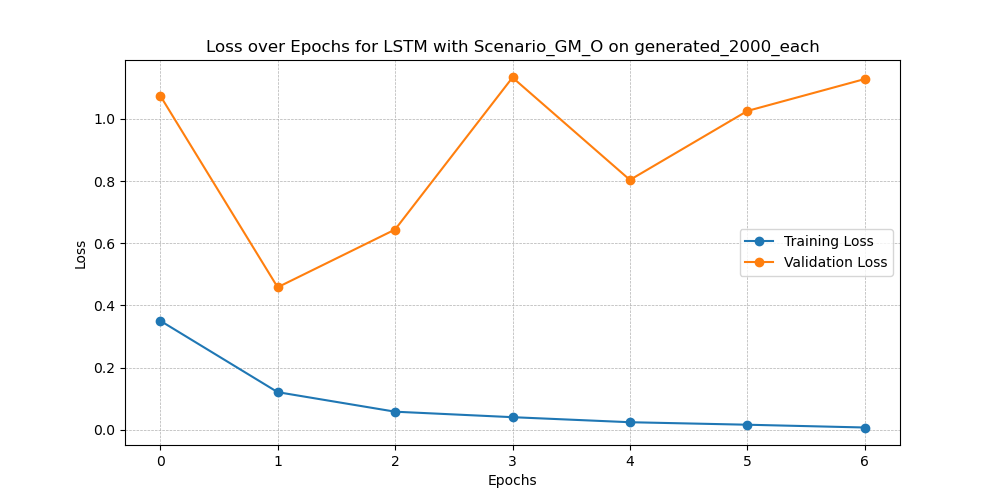 Loss over Epochs for LSTM with Scenario_GM_O on generated_2000_each
Loss
1.0
0.8
0.6
0.4
0.2
0.0
Training Loss
Validation Loss
0 1 2 3 4 5 6
Epochs